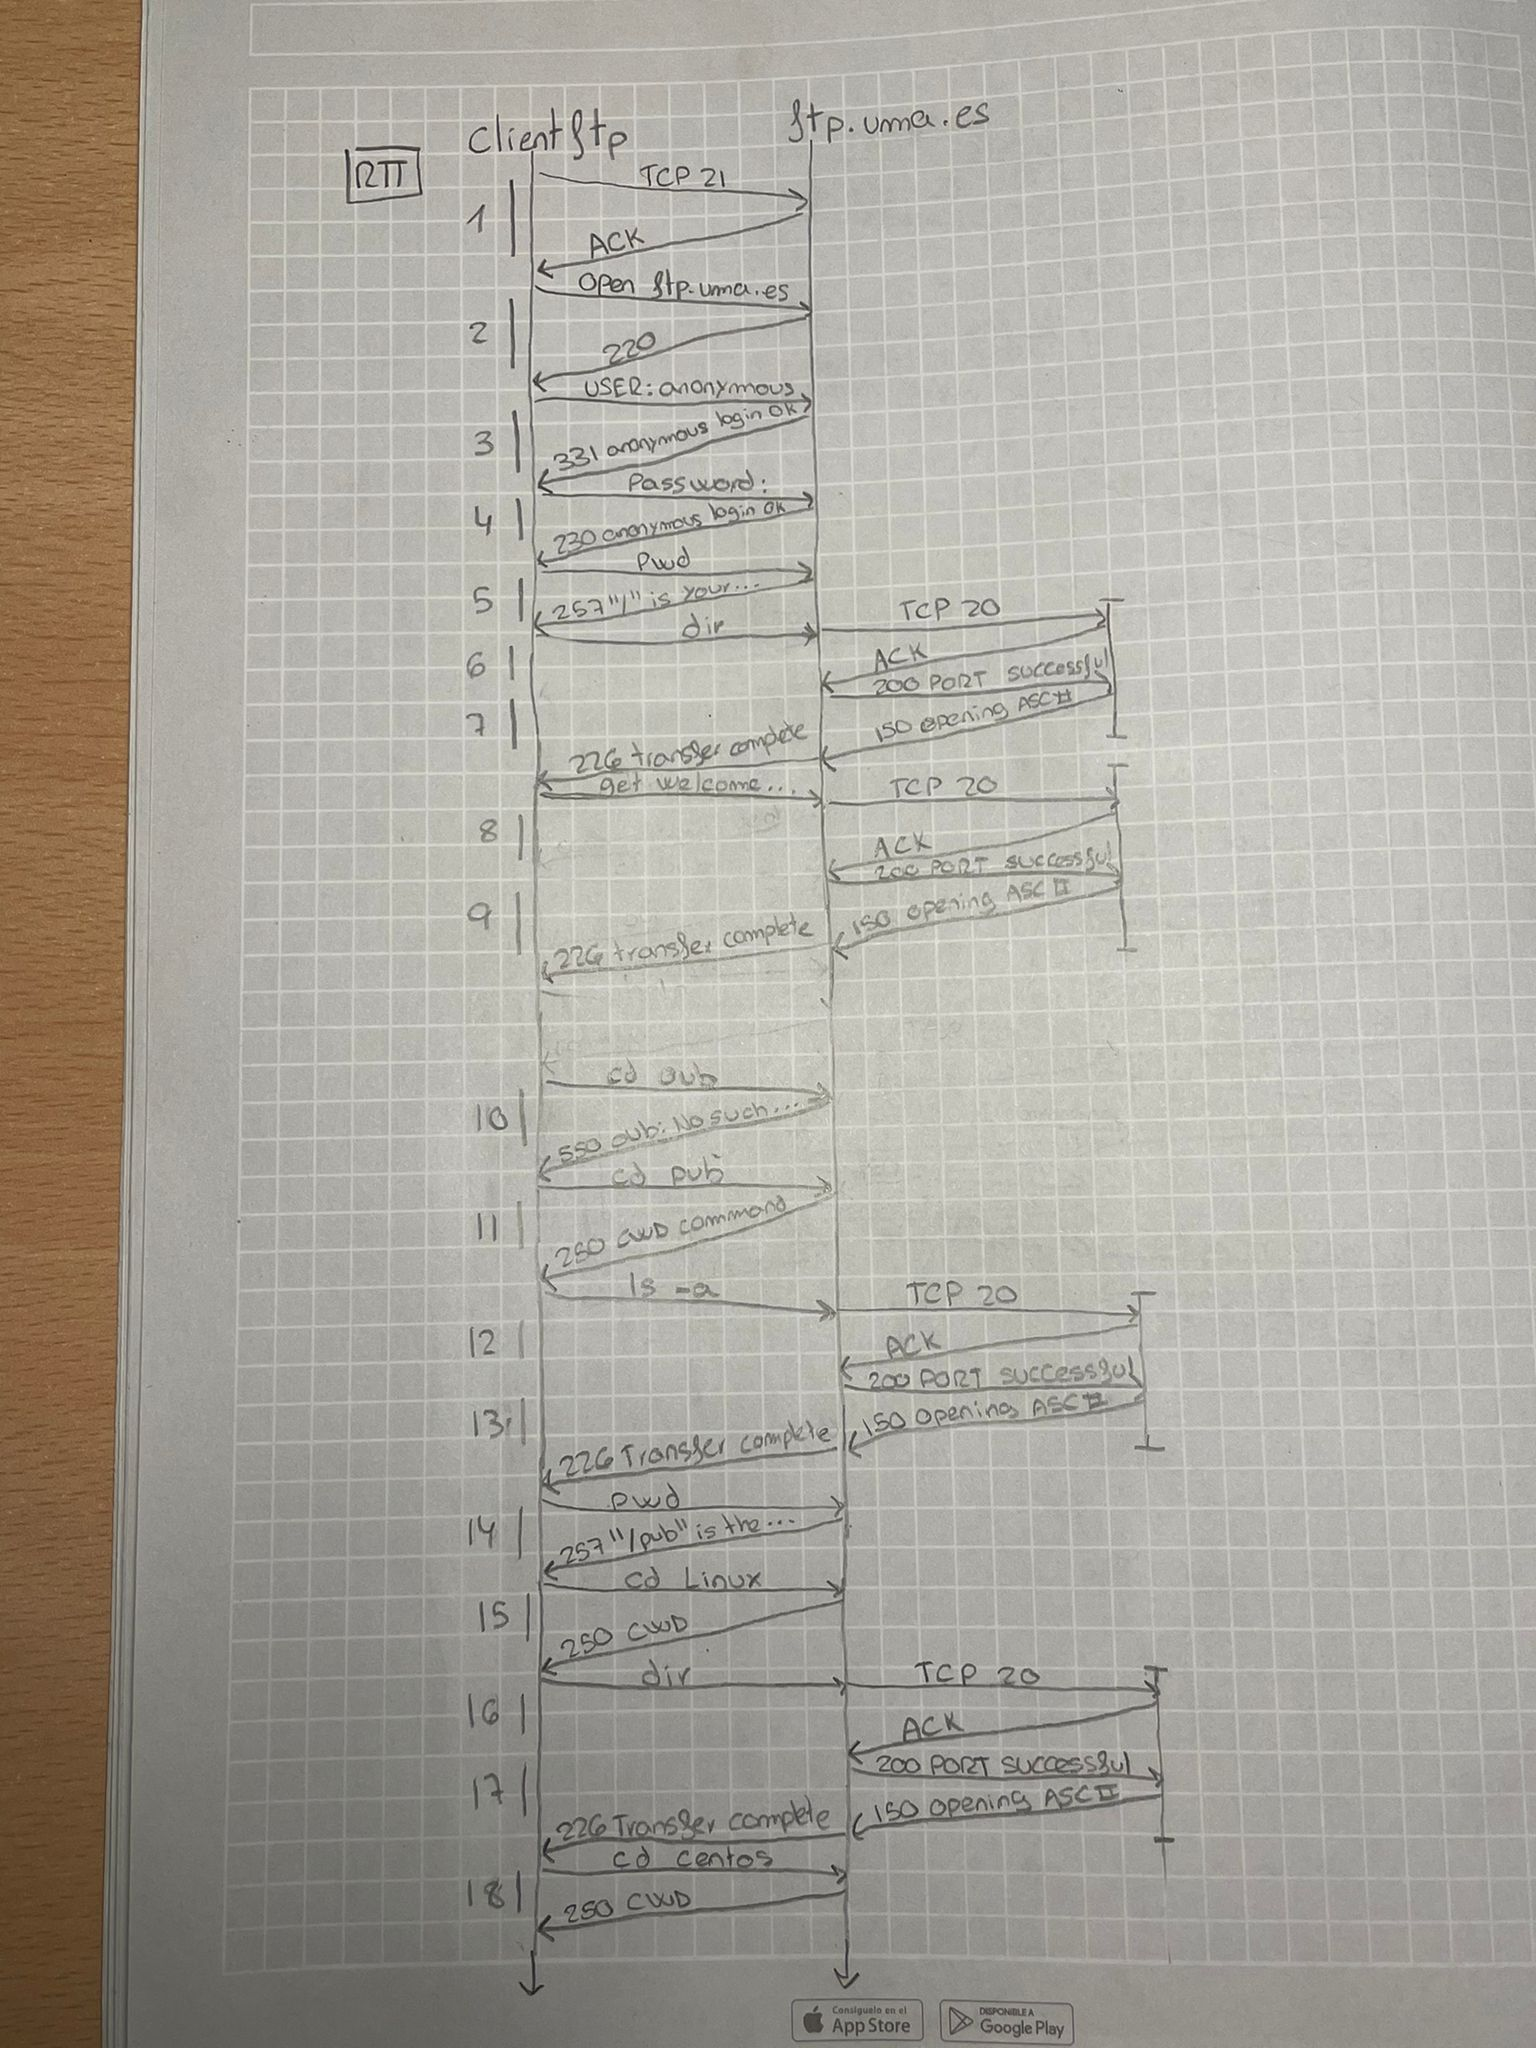 Clientftp ftp.uma.es
RTT
TCP 21
1
ACK
Open ftp.uma.es
2
220
USER: anonymous
3
331 anonymous login ok
Password:
4
230 anonymous login ok
Pwd
5
257 "/" is your...
dir TCP 20
6
ACK
200 PORT successful
7
150 opening ASCII
226 transfer complete
get welcome... TCP 20
8
ACK
200 PORT successful
9
150 opening ASCII
226 transfer complete
cd oub
10
550 oub: No such...
cd pub
11
250 CWD command
ls -a TCP 20
12
ACK
200 PORT successful
13
150 opening ASCII
226 Transfer complete
pwd
14
257 "/pub" is the...
cd Linux
15
250 CWD
dir TCP 20
16
ACK
200 PORT successful
17
150 opening ASCII
226 Transfer complete
cd centos
18
250 CWD
Consíguelo en el
App Store
DISPONIBLE A
Google Play